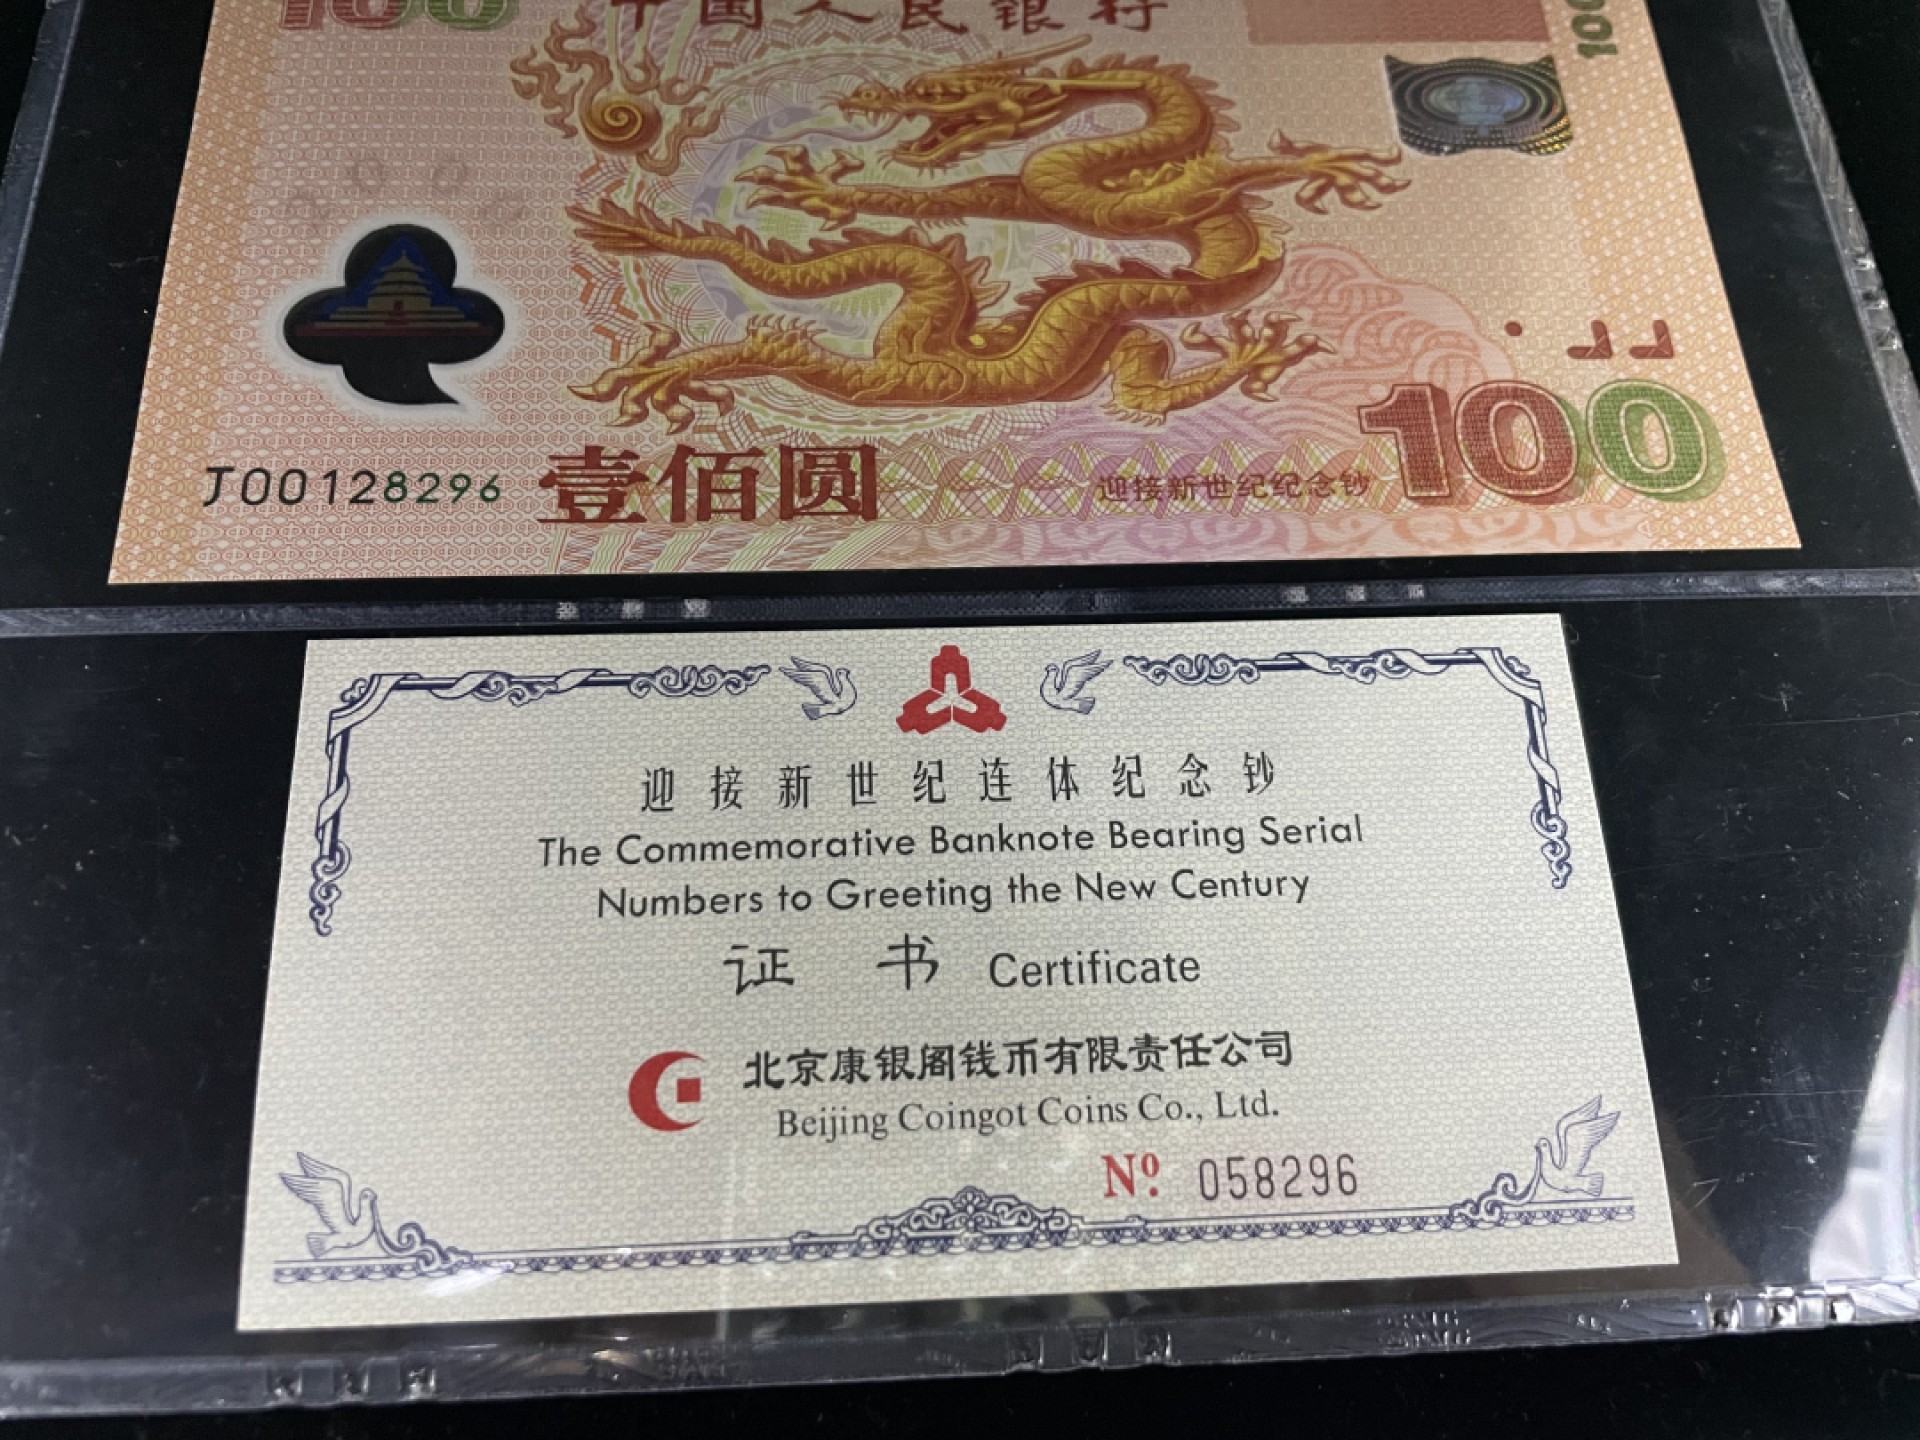 100 中国人民银行 100
2000
J00128296 壹佰圆 迎接新世纪纪念钞 100
迎接新世纪连体纪念钞
The Commemorative Banknote Bearing Serial
Numbers to Greeting the New Century
证 书 Certificate
北京康银阁钱币有限责任公司
Beijing Coingot Coins Co., Ltd.
Nº. 058296